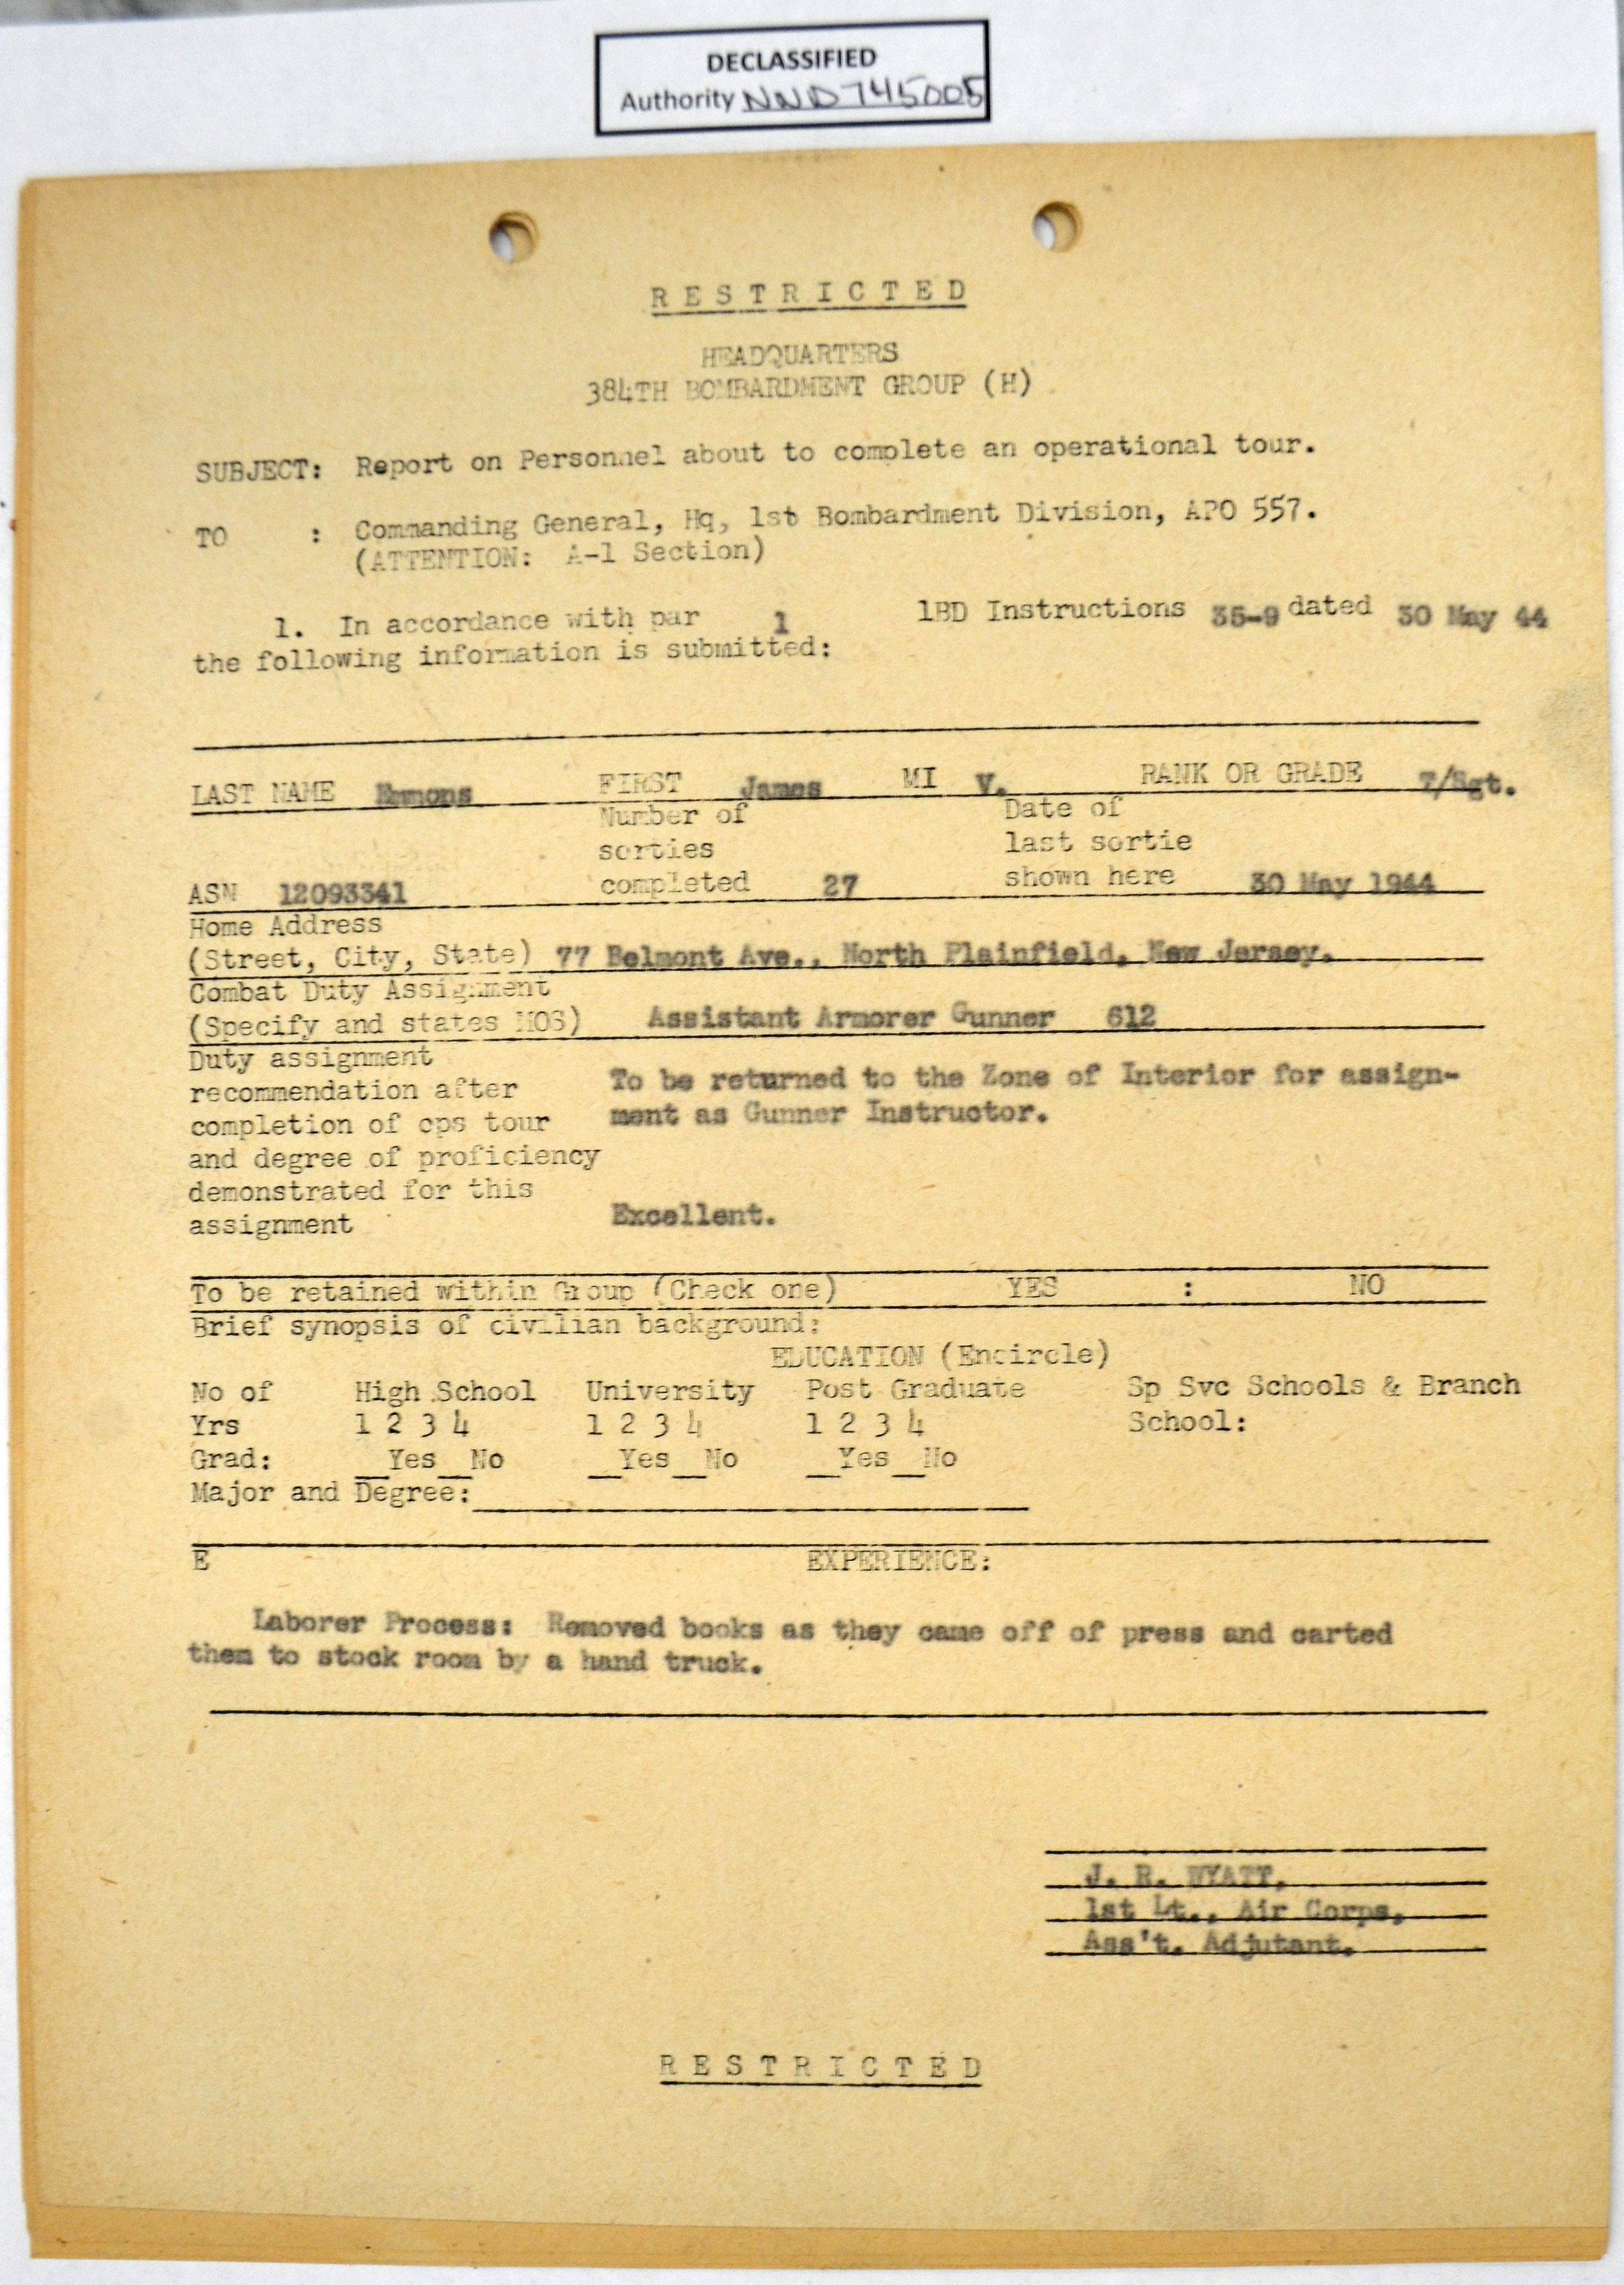 DECLASSIFIED
Authority NND 745005
RESTRICTED
HEADQUARTERS
384TH BOMBARDMENT GROUP (H)
SUBJECT: Report on Personnel about to complete an operational tour.
TO : Commanding General, Hq, 1st Bombardment Division, APO 557.
(ATTENTION: A-1 Section)
1. In accordance with par 1 1BD Instructions 35-9 dated 30 May 44
the following information is submitted:
LAST NAME Emmons FIRST James MI V. RANK OR GRADE T/Sgt.
Number of Date of
sorties last sortie
ASN 12093341 completed 27 shown here 30 May 1944
Home Address
(Street, City, State) 77 Belmont Ave., North Plainfield, New Jersey.
Combat Duty Assignment
(Specify and states MOS) Assistant Armorer Gunner 612
Duty assignment
recommendation after To be returned to the Zone of Interior for assign-
completion of ops tour ment as Gunner Instructor.
and degree of proficiency
demonstrated for this
assignment Excellent.
To be retained within Group (Check one) YES : NO
Brief synopsis of civilian background:
EDUCATION (Encircle)
No of High School University Post Graduate Sp Svc Schools & Branch
Yrs 1 2 3 4 1 2 3 4 1 2 3 4 School:
Grad: _Yes_No _Yes_No _Yes_No
Major and Degree:
E EXPERIENCE:
Laborer Process: Removed books as they came off of press and carted
them to stock room by a hand truck.
J. R. WYATT,
1st Lt., Air Corps,
Ass't. Adjutant.
RESTRICTED